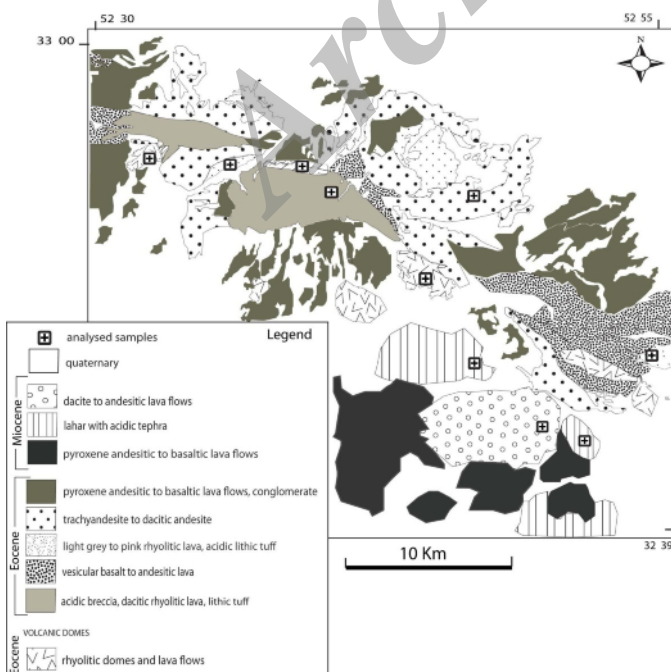 52 30
52 55
33 00
N
Arc
Legend
analysed samples
quaternary
Miocene
dacite to andesitic lava flows
lahar with acidic tephra
pyroxene andesitic to basaltic lava flows
Eocene
pyroxene andesitic to basaltic lava flows, conglomerate
trachyandesite to dacitic andesite
light grey to pink rhyolitic lava, acidic lithic tuff
vesicular basalt to andesitic lava
acidic breccia, dacitic rhyolitic lava, lithic tuff
Eocene
VOLCANIC DOMES
rhyolitic domes and lava flows
32 39
10 Km